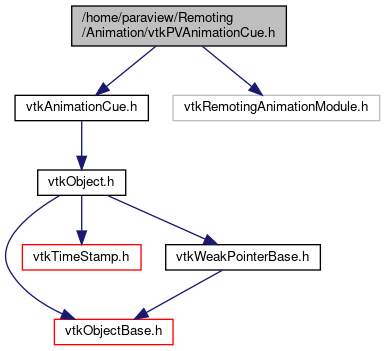 /home/paraview/Remoting
/Animation/vtkPVAnimationCue.h
vtkAnimationCue.h
vtkRemotingAnimationModule.h
vtkObject.h
vtkTimeStamp.h
vtkWeakPointerBase.h
vtkObjectBase.h